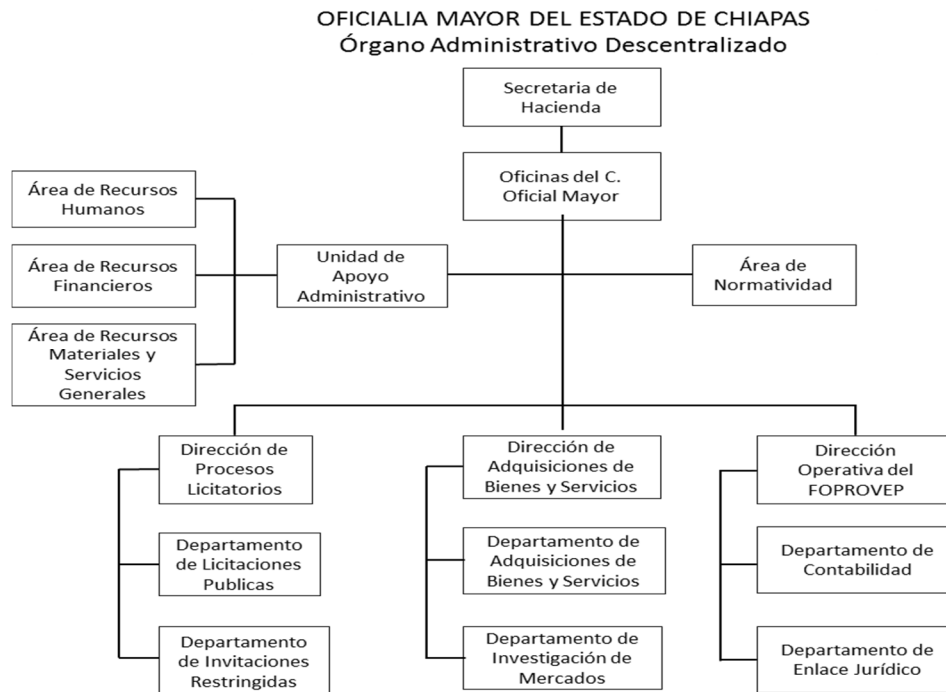 OFICIALIA MAYOR DEL ESTADO DE CHIAPAS
Órgano Administrativo Descentralizado
Secretaria de
Hacienda
Oficinas del C.
Oficial Mayor
Área de Recursos
Humanos
Área de Recursos
Financieros
Área de Recursos
Materiales y
Servicios
Generales
Unidad de
Apoyo
Administrativo
Área de
Normatividad
Dirección de
Procesos
Licitatorios
Departamento
de Licitaciones
Publicas
Departamento
de Invitaciones
Restringidas
Dirección de
Adquisiciones de
Bienes y Servicios
Departamento de
Adquisiciones de
Bienes y Servicios
Departamento de
Investigación de
Mercados
Dirección
Operativa del
FOPROVEP
Departamento de
Contabilidad
Departamento de
Enlace Jurídico